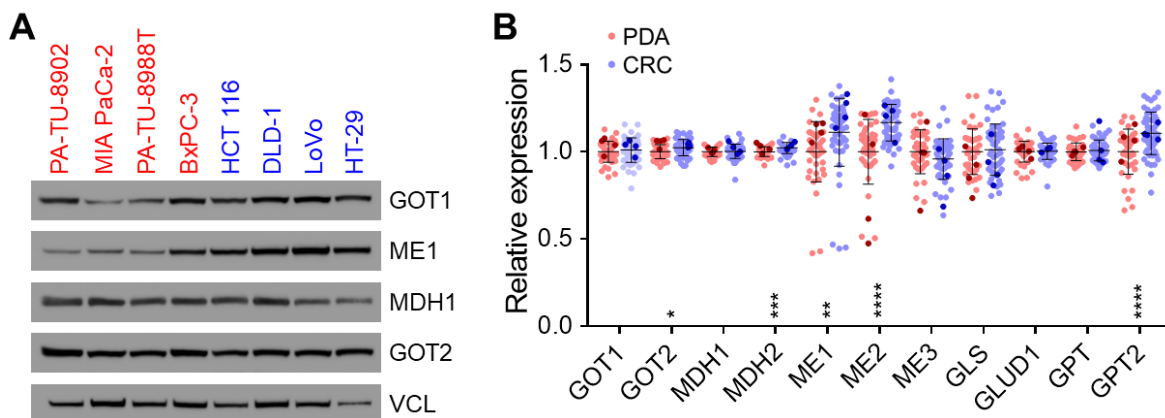 A
PA-TU-8902
MIA PaCa-2
PA-TU-8988T
BxPC-3
HCT 116
DLD-1
LoVo
HT-29
GOT1
ME1
MDH1
GOT2
VCL
B
PDA
CRC
Relative expression
1.5
1.0
0.5
0.0
*
***
**
****
****
GOT1
GOT2
MDH1
MDH2
ME1
ME2
ME3
GLS
GLUD1
GPT
GPT2